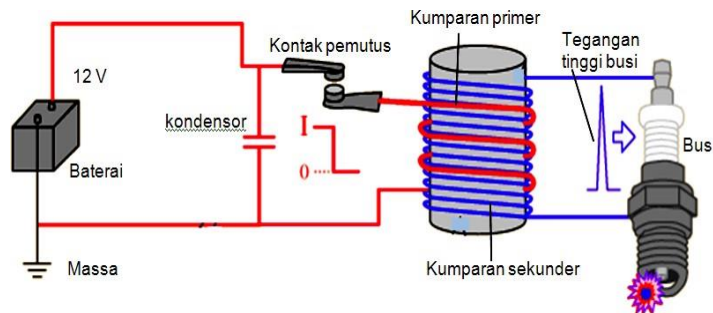 Kumparan primer
Kontak pemutus
Tegangan
tinggi busi
12 V
kondensor
I
0
Bus
Baterai
Massa
Kumparan sekunder